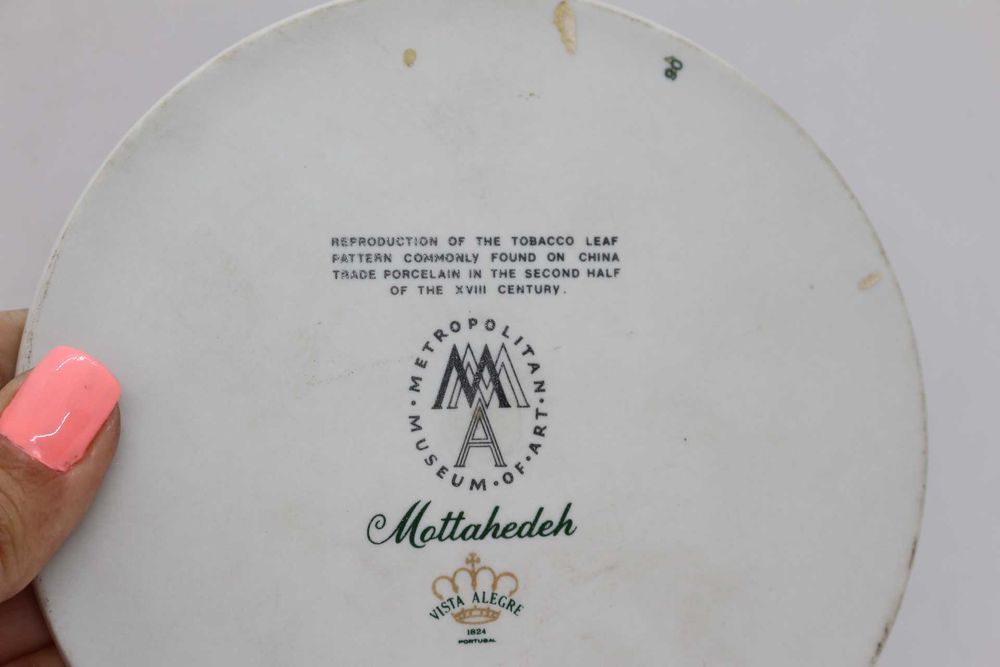 90
REPRODUCTION OF THE TOBACCO LEAF
PATTERN COMMONLY FOUND ON CHINA
TRADE PORCELAIN IN THE SECOND HALF
OF THE XVIII CENTURY.
METROPOLITAN · MUSEUM · OF · ART ·
MMA
Mottahedeh
VISTA ALEGRE
1824
PORTUGAL